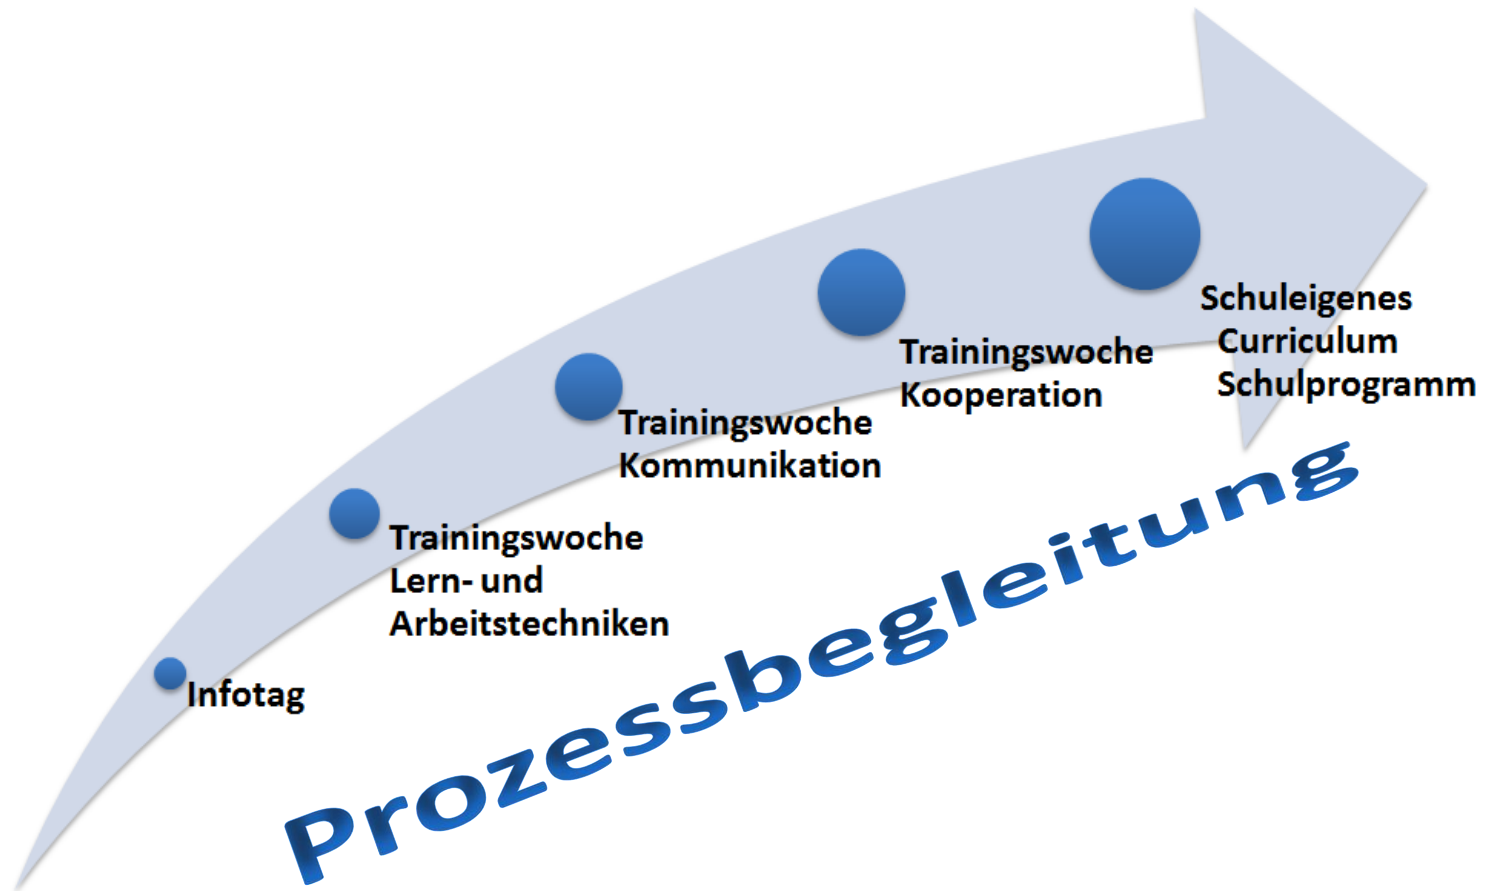 Infotag
Trainingswoche
Lern- und
Arbeitstechniken
Trainingswoche
Kommunikation
Trainingswoche
Kooperation
Schuleigenes
Curriculum
Schulprogramm
Prozessbegleitung